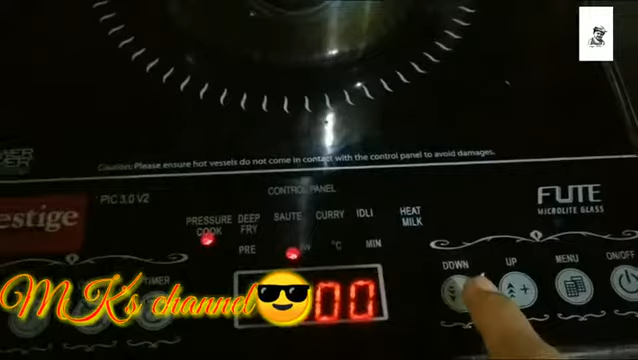 Caution: Please ensure hot vessels do not come in contact with the control panel to avoid damages.
PIC 3.0 V2
CONTROL PANEL
FUTE
MICROLITE GLASS
estige
PRESSURE COOK
DEEP FRY
SAUTE
CURRY
IDLI
HEAT MILK
PRE
°C
MIN
DOWN
UP
MENU
ON/OFF
TIMER
MKs channel
00